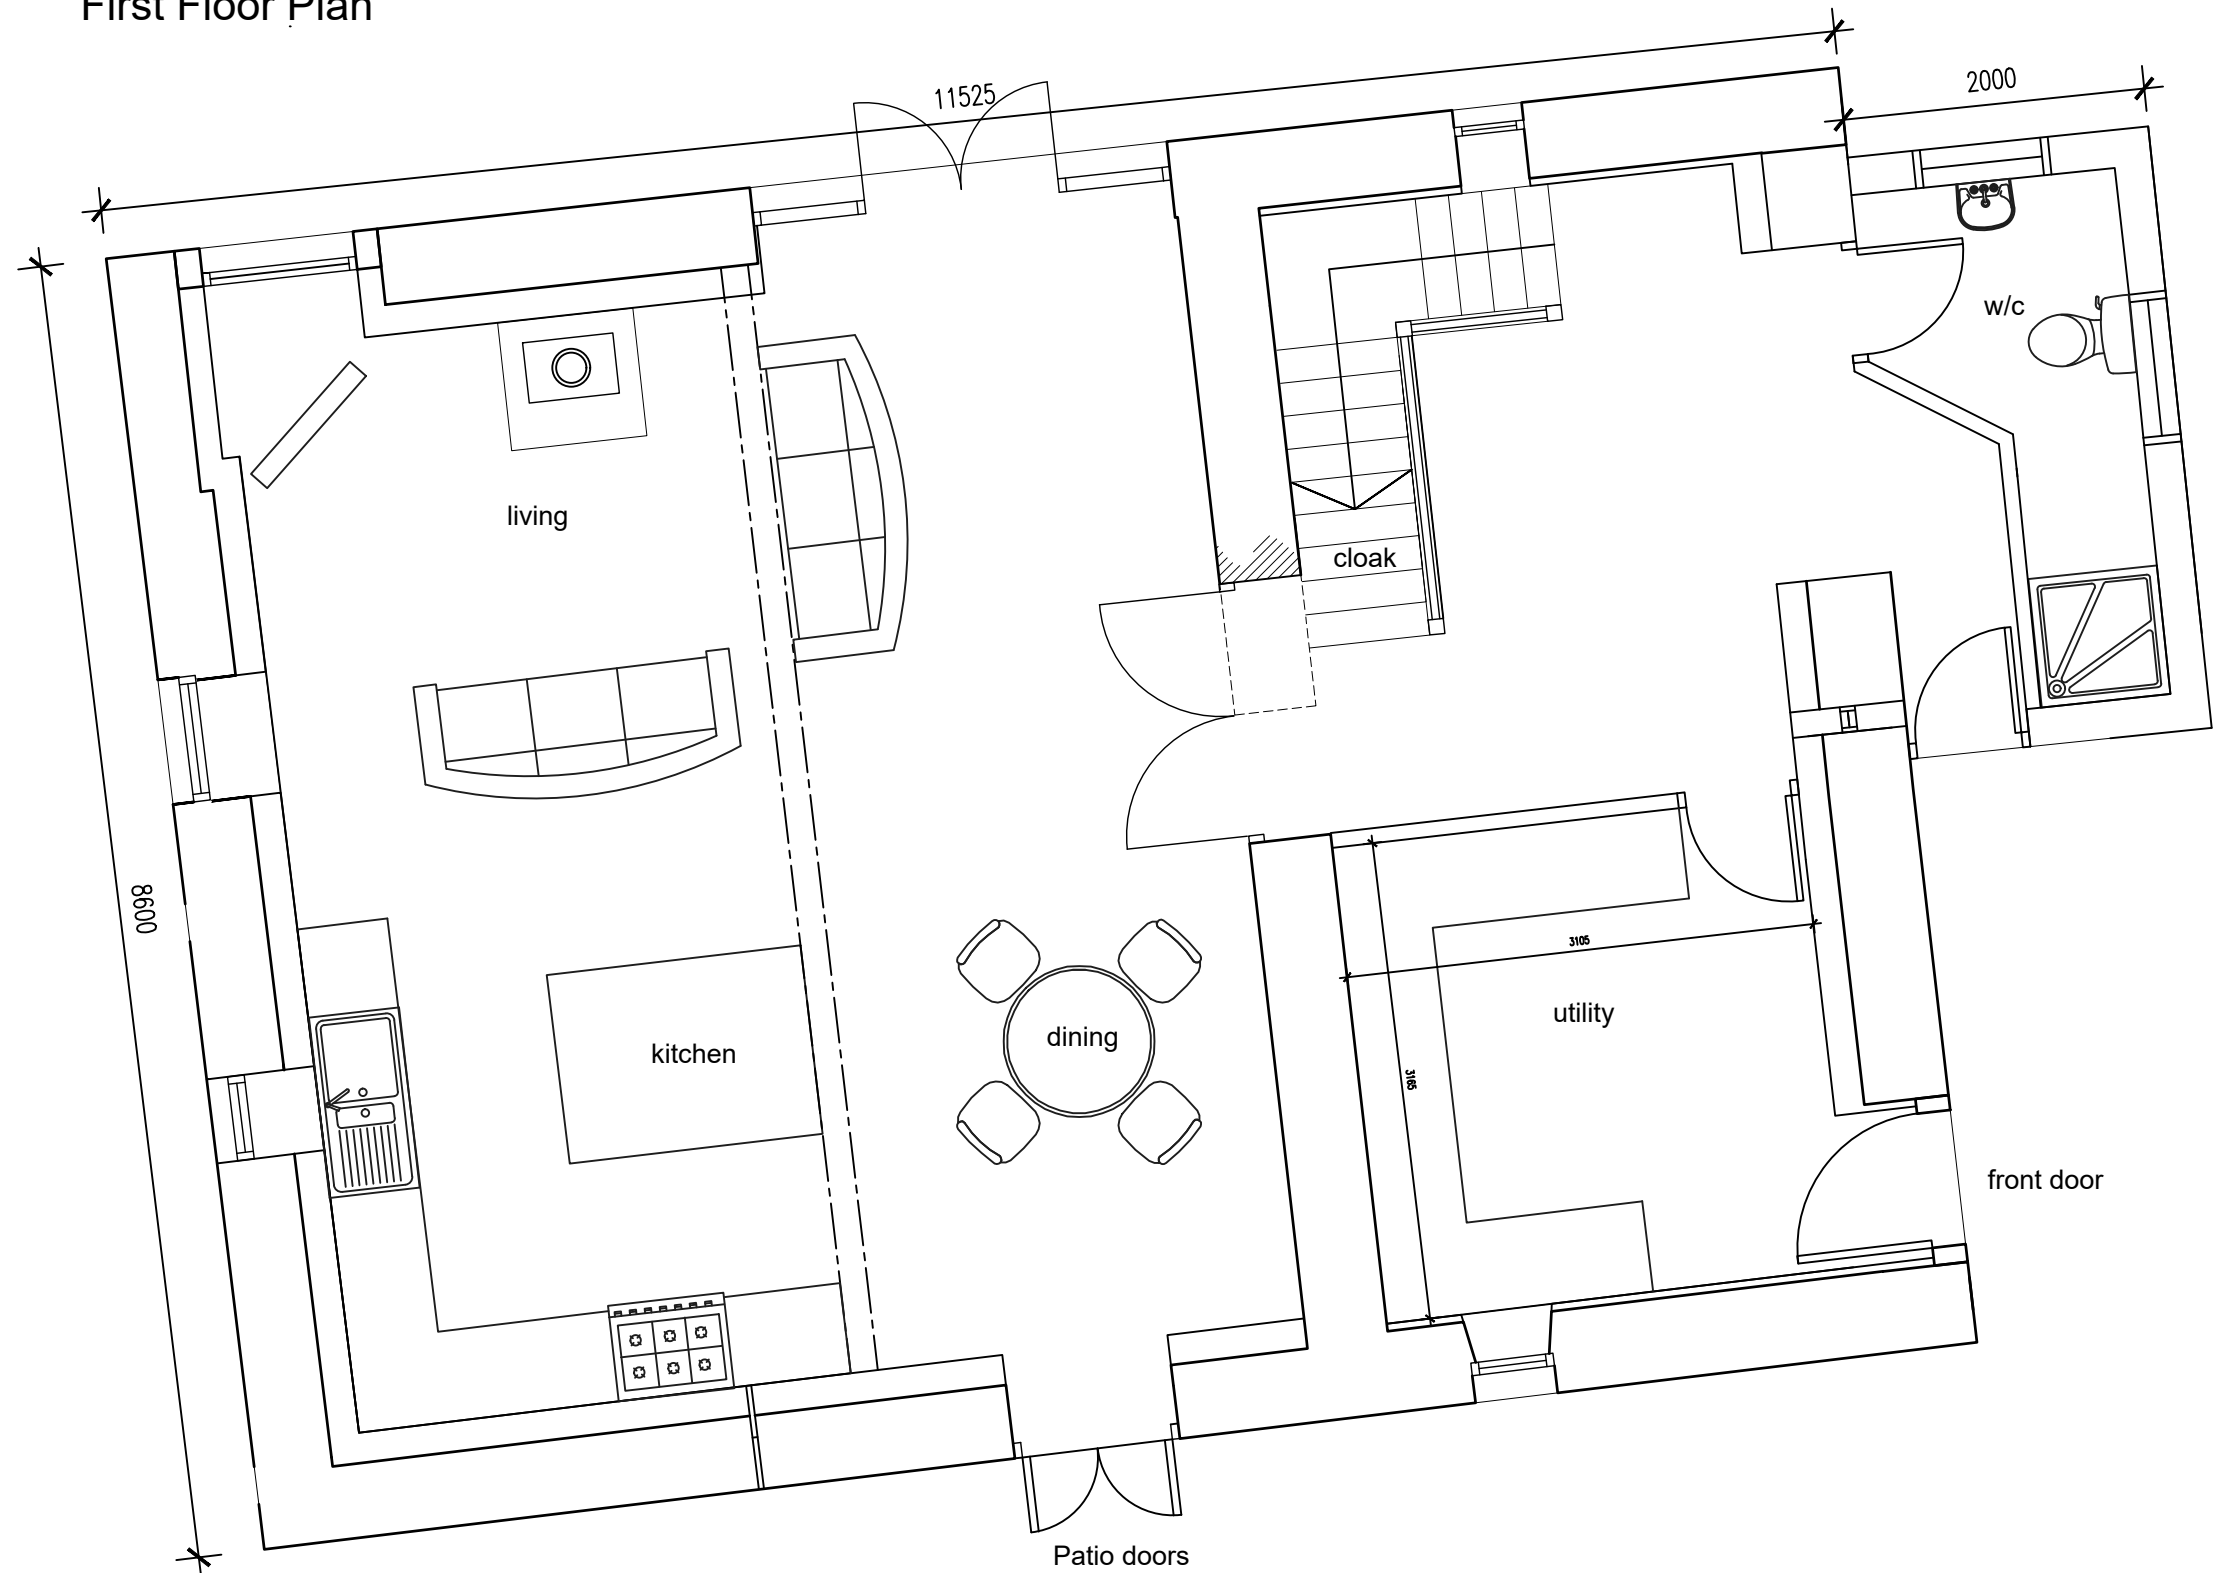 First Floor Plan
11525
2000
w/c
living
cloak
8600
3105
utility
dining
kitchen
3165
front door
Patio doors